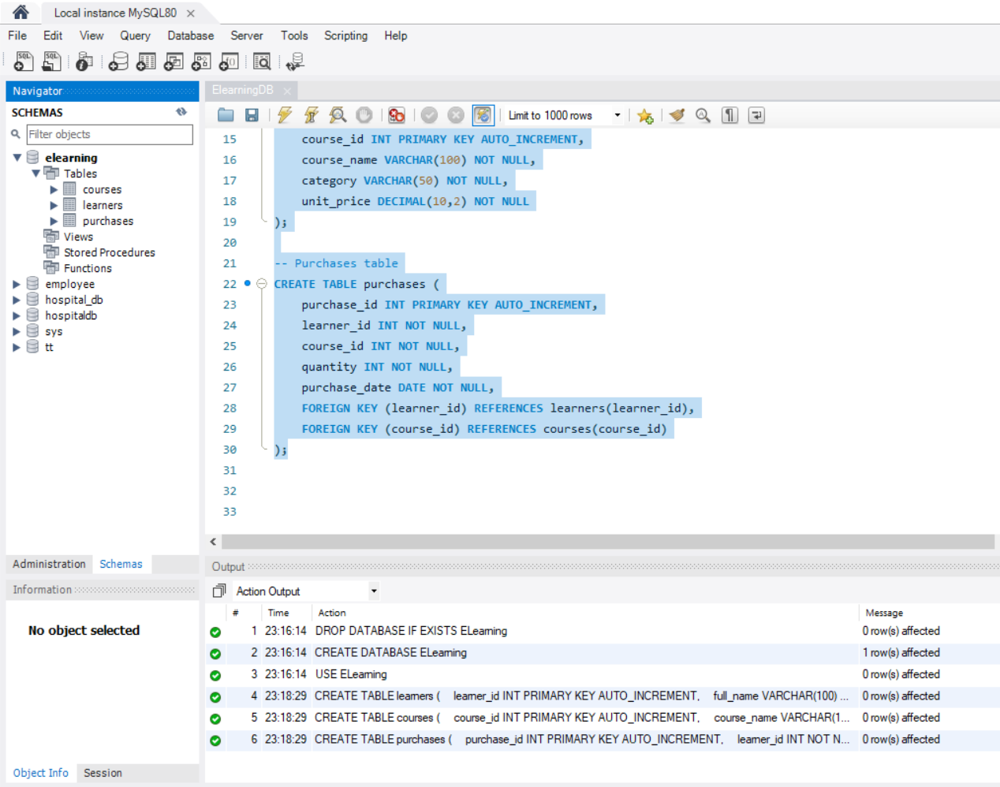 Local instance MySQL80
File Edit View Query Database Server Tools Scripting Help
Navigator
SCHEMAS
Filter objects
elearning
Tables
courses
learners
purchases
Views
Stored Procedures
Functions
employee
hospital_db
hospitaldb
sys
tt
Administration Schemas
Information
No object selected
Object Info Session
ElearningDB
Limit to 1000 rows
15 course_id INT PRIMARY KEY AUTO_INCREMENT,
16 course_name VARCHAR(100) NOT NULL,
17 category VARCHAR(50) NOT NULL,
18 unit_price DECIMAL(10,2) NOT NULL
19 );
20
21 -- Purchases table
22 CREATE TABLE purchases (
23 purchase_id INT PRIMARY KEY AUTO_INCREMENT,
24 learner_id INT NOT NULL,
25 course_id INT NOT NULL,
26 quantity INT NOT NULL,
27 purchase_date DATE NOT NULL,
28 FOREIGN KEY (learner_id) REFERENCES learners(learner_id),
29 FOREIGN KEY (course_id) REFERENCES courses(course_id)
30 );
31
32
33
Output
Action Output
# Time Action Message
1 23:16:14 DROP DATABASE IF EXISTS ELearning 0 row(s) affected
2 23:16:14 CREATE DATABASE ELearning 1 row(s) affected
3 23:16:14 USE ELearning 0 row(s) affected
4 23:18:29 CREATE TABLE learners ( learner_id INT PRIMARY KEY AUTO_INCREMENT, full_name VARCHAR(100) ... 0 row(s) affected
5 23:18:29 CREATE TABLE courses ( course_id INT PRIMARY KEY AUTO_INCREMENT, course_name VARCHAR(1... 0 row(s) affected
6 23:18:29 CREATE TABLE purchases ( purchase_id INT PRIMARY KEY AUTO_INCREMENT, learner_id INT NOT N... 0 row(s) affected